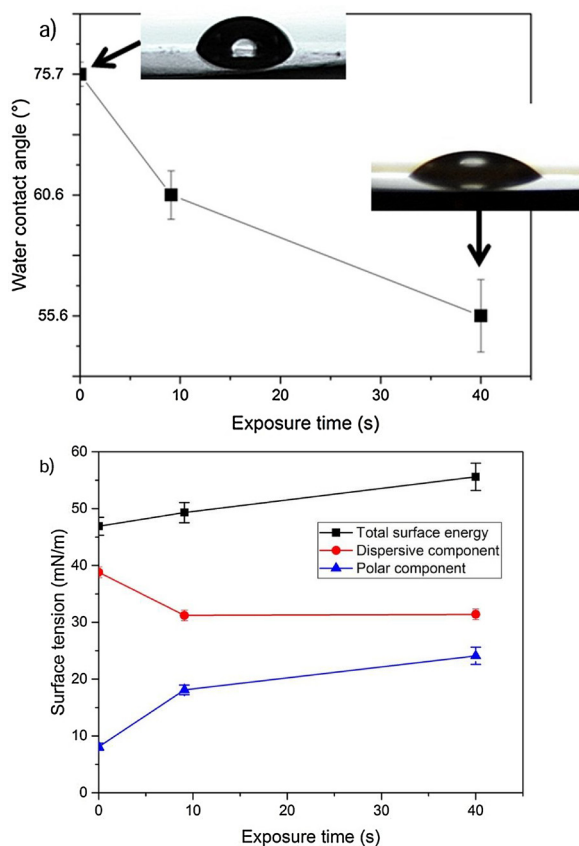 a)
Water contact angle (°)
75.7
60.6
55.6
0
10
20
30
40
Exposure time (s)
b)
Surface tension (mN/m)
60
50
40
30
20
10
0
Total surface energy
Dispersive component
Polar component
0
10
20
30
40
Exposure time (s)